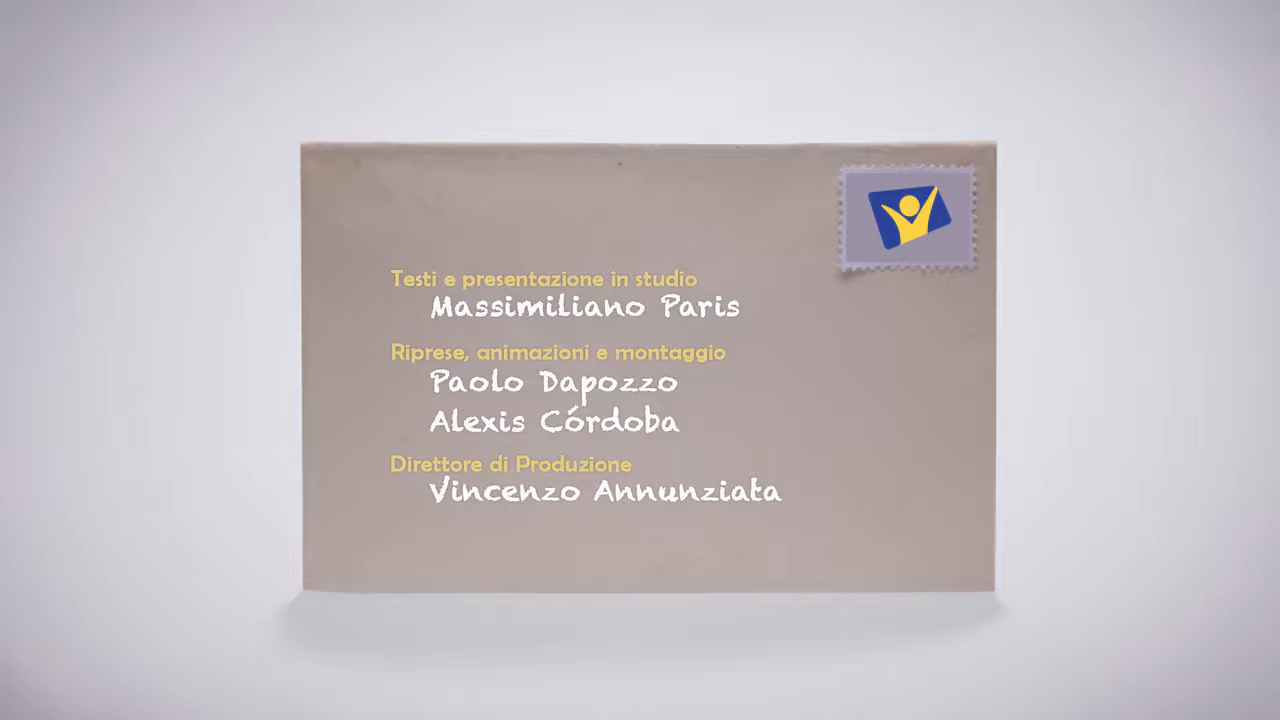 Testi e presentazione in studio
Massimiliano Paris
Riprese, animazioni e montaggio
Paolo Dapozzo
Alexis Córdoba
Direttore di Produzione
Vincenzo Annunziata